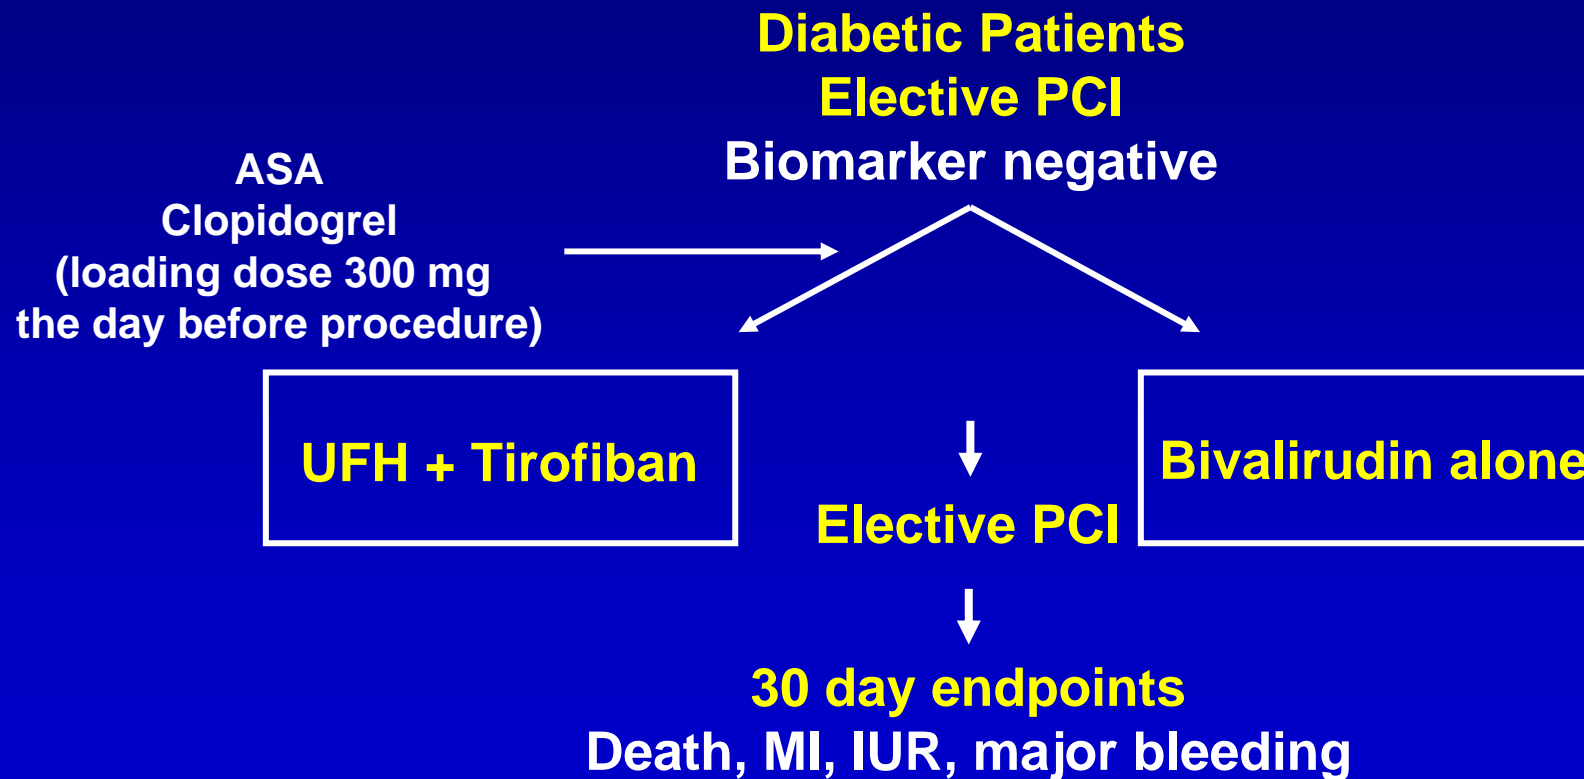 Diabetic Patients
Elective PCI
Biomarker negative
ASA
Clopidogrel
(loading dose 300 mg
the day before procedure)
UFH + Tirofiban
Bivalirudin alone
Elective PCI
30 day endpoints
Death, MI, IUR, major bleeding